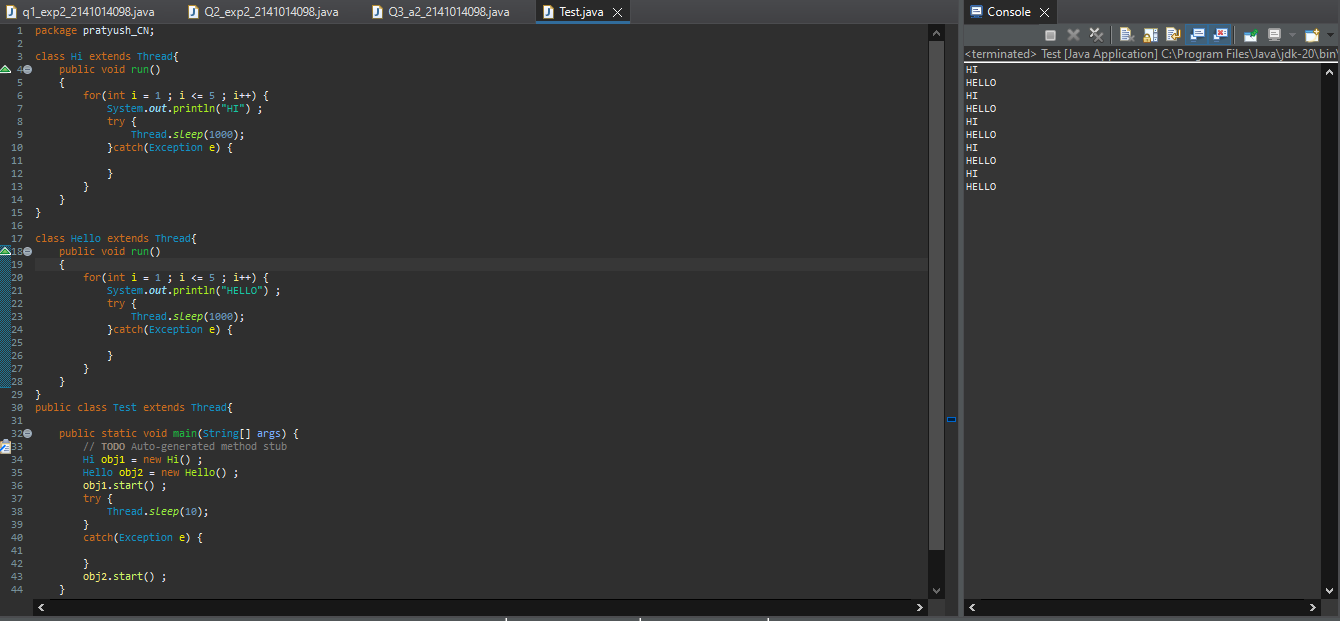 q1_exp2_2141014098.java Q2_exp2_2141014098.java Q3_a2_2141014098.java Test.java
1 package pratyush_CN;
2
3 class Hi extends Thread{
4 public void run()
5 {
6 for(int i = 1 ; i <= 5 ; i++) {
7 System.out.println("HI") ;
8 try {
9 Thread.sleep(1000);
10 }catch(Exception e) {
11
12 }
13 }
14 }
15 }
16
17 class Hello extends Thread{
18 public void run()
19 {
20 for(int i = 1 ; i <= 5 ; i++) {
21 System.out.println("HELLO") ;
22 try {
23 Thread.sleep(1000);
24 }catch(Exception e) {
25
26 }
27 }
28 }
29 }
30 public class Test extends Thread{
31
32 public static void main(String[] args) {
33 // TODO Auto-generated method stub
34 Hi obj1 = new Hi() ;
35 Hello obj2 = new Hello() ;
36 obj1.start() ;
37 try {
38 Thread.sleep(10);
39 }
40 catch(Exception e) {
41
42 }
43 obj2.start() ;
44 }
Console
<terminated> Test [Java Application] C:\Program Files\Java\jdk-20\bin\
HI
HELLO
HI
HELLO
HI
HELLO
HI
HELLO
HI
HELLO